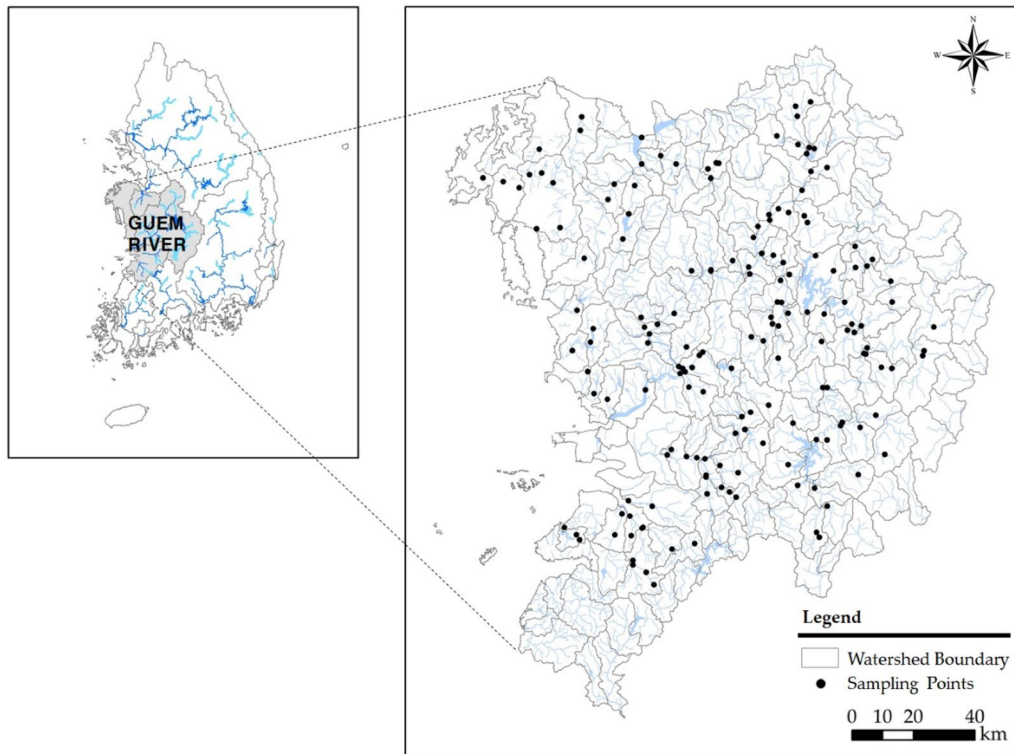 GUEM
RIVER
N
W E
S
Legend
Watershed Boundary
Sampling Points
0 10 20 40
km